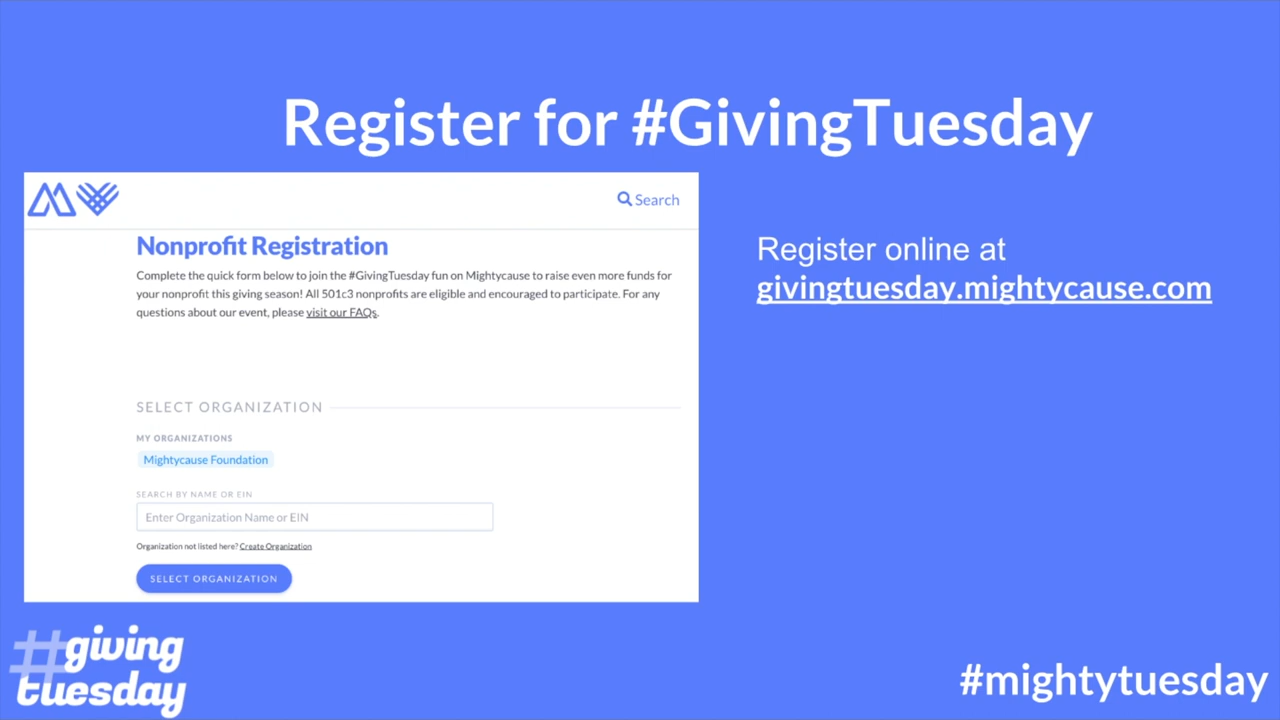 Register for #GivingTuesday
Search
Nonprofit Registration
Complete the quick form below to join the #GivingTuesday fun on Mightycause to raise even more funds for
your nonprofit this giving season! All 501c3 nonprofits are eligible and encouraged to participate. For any
questions about our event, please visit our FAQs.
SELECT ORGANIZATION
MY ORGANIZATIONS
Mightycause Foundation
SEARCH BY NAME OR EIN
Enter Organization Name or EIN
Organization not listed here? Create Organization
SELECT ORGANIZATION
Register online at
givingtuesday.mightycause.com
#giving
tuesday
#mightytuesday